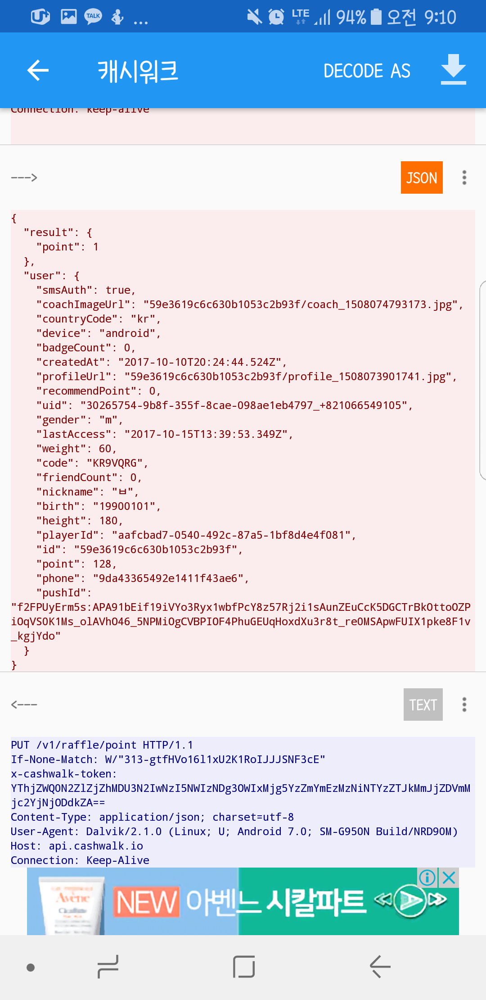 TALK
...
LTE
94%
오전 9:10
캐시워크
DECODE AS
Connection: keep-alive
--->
JSON
{
  "result": {
    "point": 1
  },
  "user": {
    "smsAuth": true,
    "coachImageUrl": "59e3619c6c630b1053c2b93f/coach_1508074793173.jpg",
    "countryCode": "kr",
    "device": "android",
    "badgeCount": 0,
    "createdAt": "2017-10-10T20:24:44.524Z",
    "profileUrl": "59e3619c6c630b1053c2b93f/profile_1508073901741.jpg",
    "recommendPoint": 0,
    "uid": "30265754-9b8f-355f-8cae-098ae1eb4797_+821066549105",
    "gender": "m",
    "lastAccess": "2017-10-15T13:39:53.349Z",
    "weight": 60,
    "code": "KR9VQRG",
    "friendCount": 0,
    "nickname": "ㅂ",
    "birth": "19900101",
    "height": 180,
    "playerId": "aafcbad7-0540-492c-87a5-1bf8d4e4f081",
    "id": "59e3619c6c630b1053c2b93f",
    "point": 128,
    "phone": "9da43365492e1411f43ae6",
    "pushId":
"f2FPUyErm5s:APA91bEif19iVYo3Ryx1wbfPcY8z57Rj2i1sAunZEuCcK5DGCTrBkOttoOZP
iOqVSOK1Ms_olAVhO46_5NPMiOgCVBPIOF4PhuGEUqHoxdXu3r8t_reOMSApwFUIX1pke8F1v
_kgjYdo"
  }
}
<---
TEXT
PUT /v1/raffle/point HTTP/1.1
If-None-Match: W/"313-gtfHVo16l1xU2K1RoIJJJSNF3cE"
x-cashwalk-token:
YThjZWQ0N2ZlZjZhMDU3N2IwNzI5NWIzNDg3OWIxMjg5YzZmYmEzMzNiNTYzZTJkMmJjZDVmM
jc2YjNjODdkZA==
Content-Type: application/json; charset=utf-8
User-Agent: Dalvik/2.1.0 (Linux; U; Android 7.0; SM-G950N Build/NRD90M)
Host: api.cashwalk.io
Connection: Keep-Alive
Avène
NEW 아벤느 시칼파트